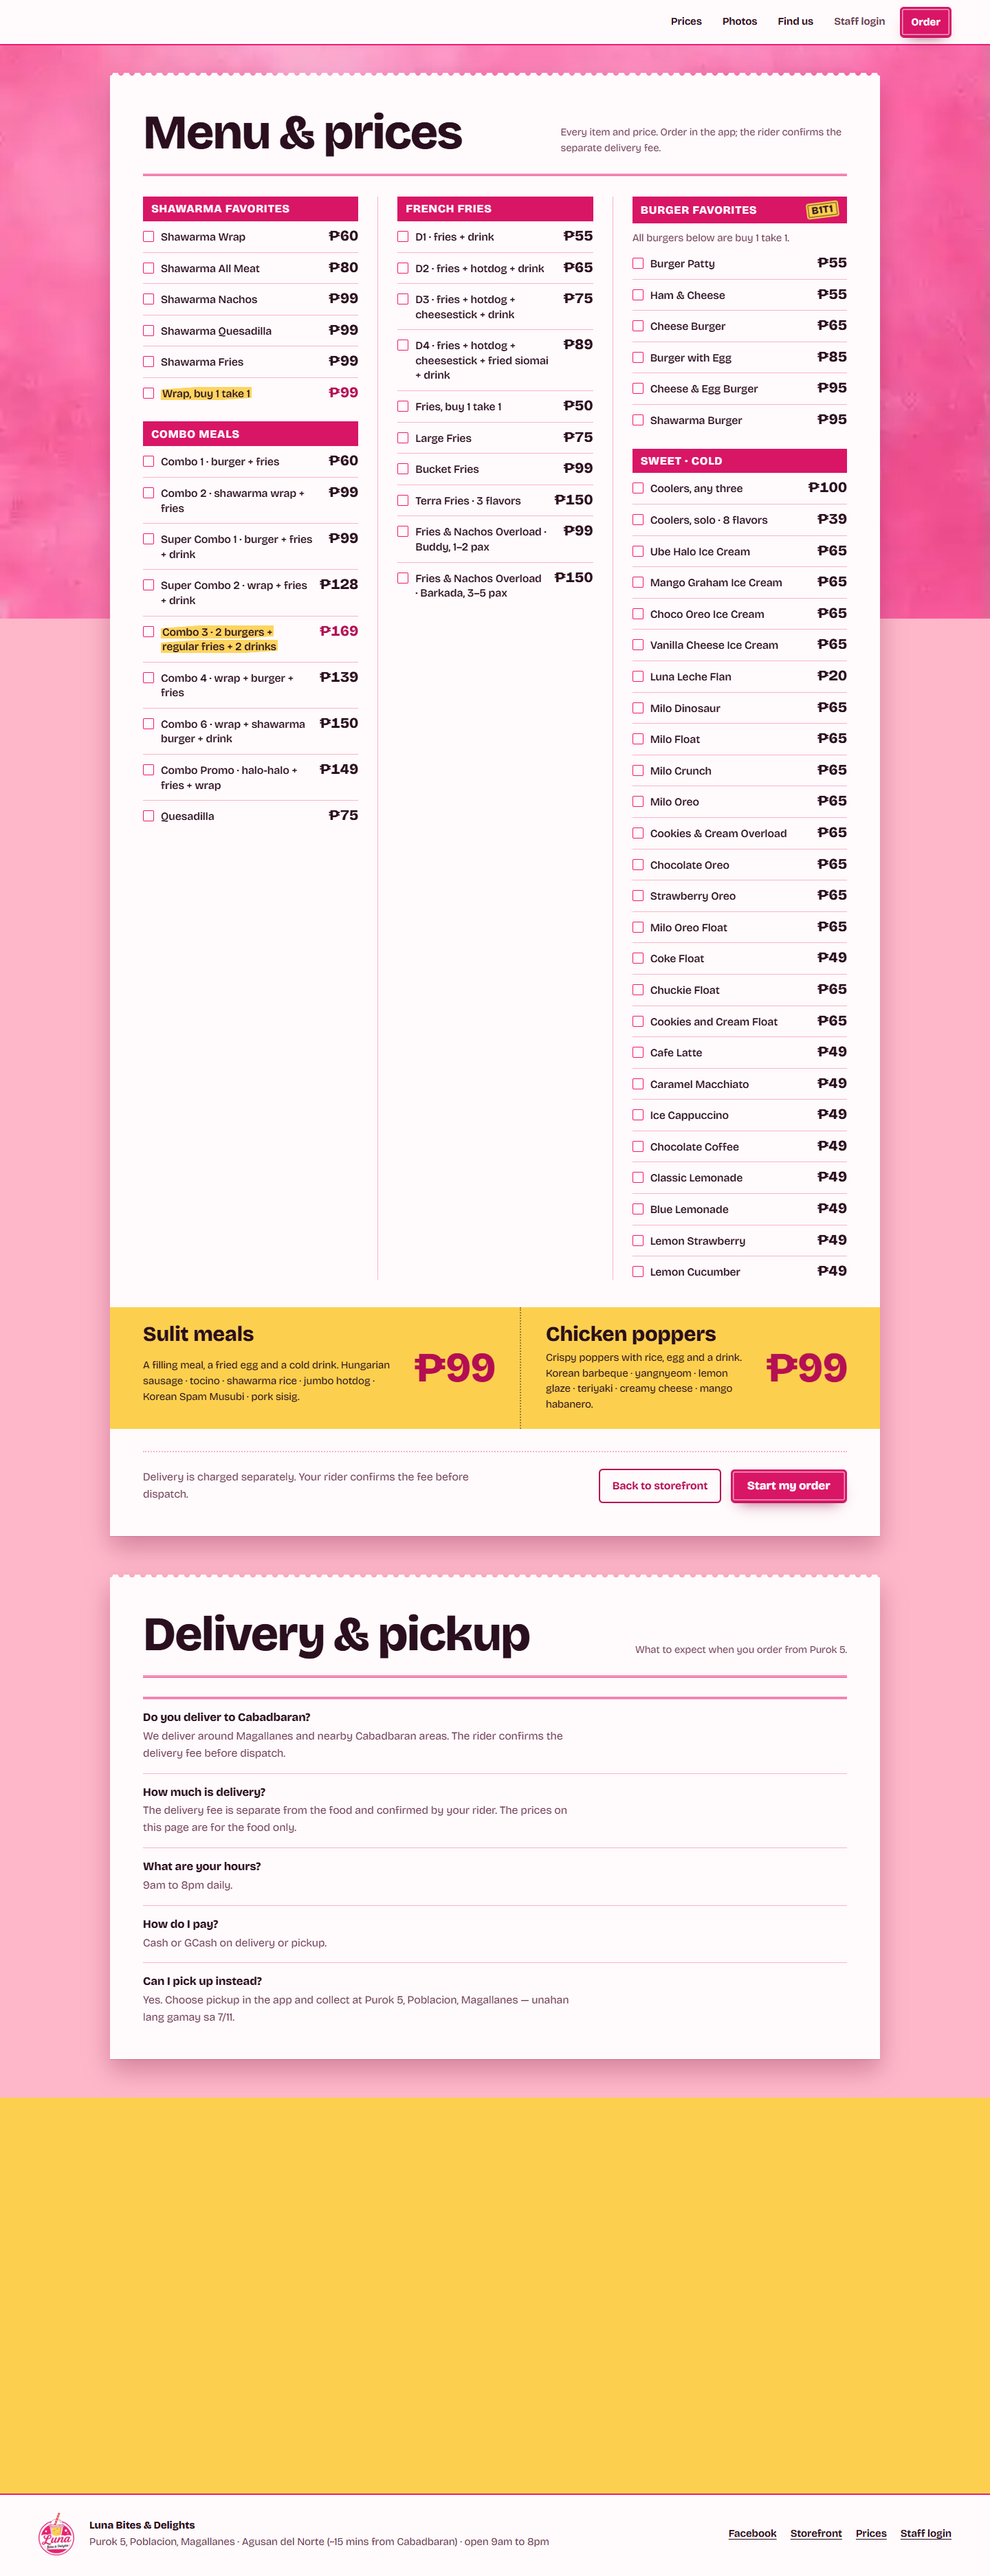 Prices
Photos
Find us
Staff login
Order
Menu & prices
Every item and price. Order in the app; the rider confirms the
separate delivery fee.
SHAWARMA FAVORITES
Shawarma Wrap ₱60
Shawarma All Meat ₱80
Shawarma Nachos ₱99
Shawarma Quesadilla ₱99
Shawarma Fries ₱99
Wrap, buy 1 take 1 ₱99
COMBO MEALS
Combo 1 · burger + fries ₱60
Combo 2 · shawarma wrap + ₱99
fries
Super Combo 1 · burger + fries ₱99
+ drink
Super Combo 2 · wrap + fries ₱128
+ drink
Combo 3 · 2 burgers + ₱169
regular fries + 2 drinks
Combo 4 · wrap + burger + ₱139
fries
Combo 6 · wrap + shawarma ₱150
burger + drink
Combo Promo · halo-halo + ₱149
fries + wrap
Quesadilla ₱75
FRENCH FRIES
D1 · fries + drink ₱55
D2 · fries + hotdog + drink ₱65
D3 · fries + hotdog + ₱75
cheesestick + drink
D4 · fries + hotdog + ₱89
cheesestick + fried siomai
+ drink
Fries, buy 1 take 1 ₱50
Large Fries ₱75
Bucket Fries ₱99
Terra Fries · 3 flavors ₱150
Fries & Nachos Overload · ₱99
Buddy, 1–2 pax
Fries & Nachos Overload ₱150
· Barkada, 3–5 pax
BURGER FAVORITES B1T1
All burgers below are buy 1 take 1.
Burger Patty ₱55
Ham & Cheese ₱55
Cheese Burger ₱65
Burger with Egg ₱85
Cheese & Egg Burger ₱95
Shawarma Burger ₱95
SWEET · COLD
Coolers, any three ₱100
Coolers, solo · 8 flavors ₱39
Ube Halo Ice Cream ₱65
Mango Graham Ice Cream ₱65
Choco Oreo Ice Cream ₱65
Vanilla Cheese Ice Cream ₱65
Luna Leche Flan ₱20
Milo Dinosaur ₱65
Milo Float ₱65
Milo Crunch ₱65
Milo Oreo ₱65
Cookies & Cream Overload ₱65
Chocolate Oreo ₱65
Strawberry Oreo ₱65
Milo Oreo Float ₱65
Coke Float ₱49
Chuckie Float ₱65
Cookies and Cream Float ₱65
Cafe Latte ₱49
Caramel Macchiato ₱49
Ice Cappuccino ₱49
Chocolate Coffee ₱49
Classic Lemonade ₱49
Blue Lemonade ₱49
Lemon Strawberry ₱49
Lemon Cucumber ₱49
Sulit meals
A filling meal, a fried egg and a cold drink. Hungarian
sausage · tocino · shawarma rice · jumbo hotdog ·
Korean Spam Musubi · pork sisig.
₱99
Chicken poppers
Crispy poppers with rice, egg and a drink.
Korean barbeque · yangnyeom · lemon
glaze · teriyaki · creamy cheese · mango
habanero.
₱99
Delivery is charged separately. Your rider confirms the fee before
dispatch.
Back to storefront
Start my order
Delivery & pickup
What to expect when you order from Purok 5.
Do you deliver to Cabadbaran?
We deliver around Magallanes and nearby Cabadbaran areas. The rider confirms the
delivery fee before dispatch.
How much is delivery?
The delivery fee is separate from the food and confirmed by your rider. The prices on
this page are for the food only.
What are your hours?
9am to 8pm daily.
How do I pay?
Cash or GCash on delivery or pickup.
Can I pick up instead?
Yes. Choose pickup in the app and collect at Purok 5, Poblacion, Magallanes — unahan
lang gamay sa 7/11.
Luna
Luna Bites & Delights
Purok 5, Poblacion, Magallanes · Agusan del Norte (~15 mins from Cabadbaran) · open 9am to 8pm
Facebook
Storefront
Prices
Staff login